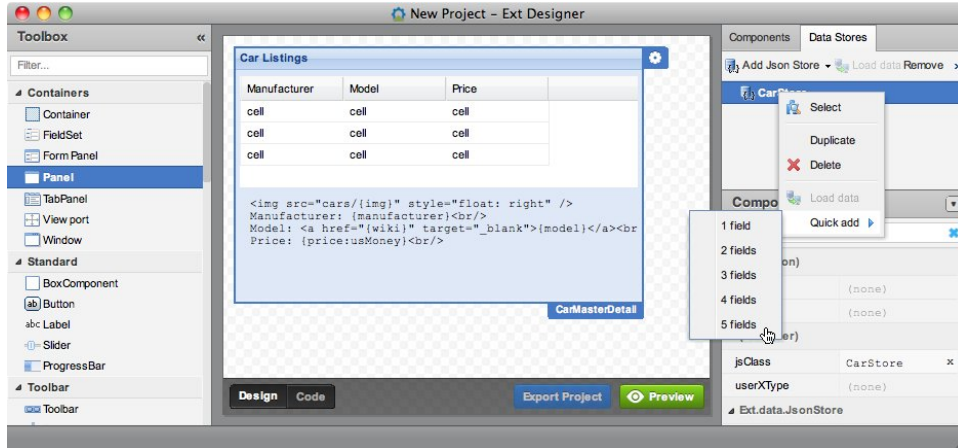 New Project – Ext Designer
Toolbox «
Filter...
Containers
Container
FieldSet
Form Panel
Panel
TabPanel
View port
Window
Standard
BoxComponent
ab Button
abc Label
Slider
ProgressBar
Toolbar
Toolbar
Car Listings
Manufacturer Model Price
cell cell cell
cell cell cell
cell cell cell
<img src="cars/{img}" style="float: right" />
Manufacturer: {manufacturer}<br/>
Model: <a href="{wiki}" target="_blank">{model}</a><br
Price: {price:usMoney}<br/>
CarMasterDetail
Design Code
Export Project Preview
Components Data Stores
Add Json Store Load data Remove
Select
Duplicate
Delete
Load data
Quick add
1 field
2 fields
3 fields
4 fields
5 fields
(none)
(none)
jsClass CarStore
userXType (none)
Ext.data.JsonStore